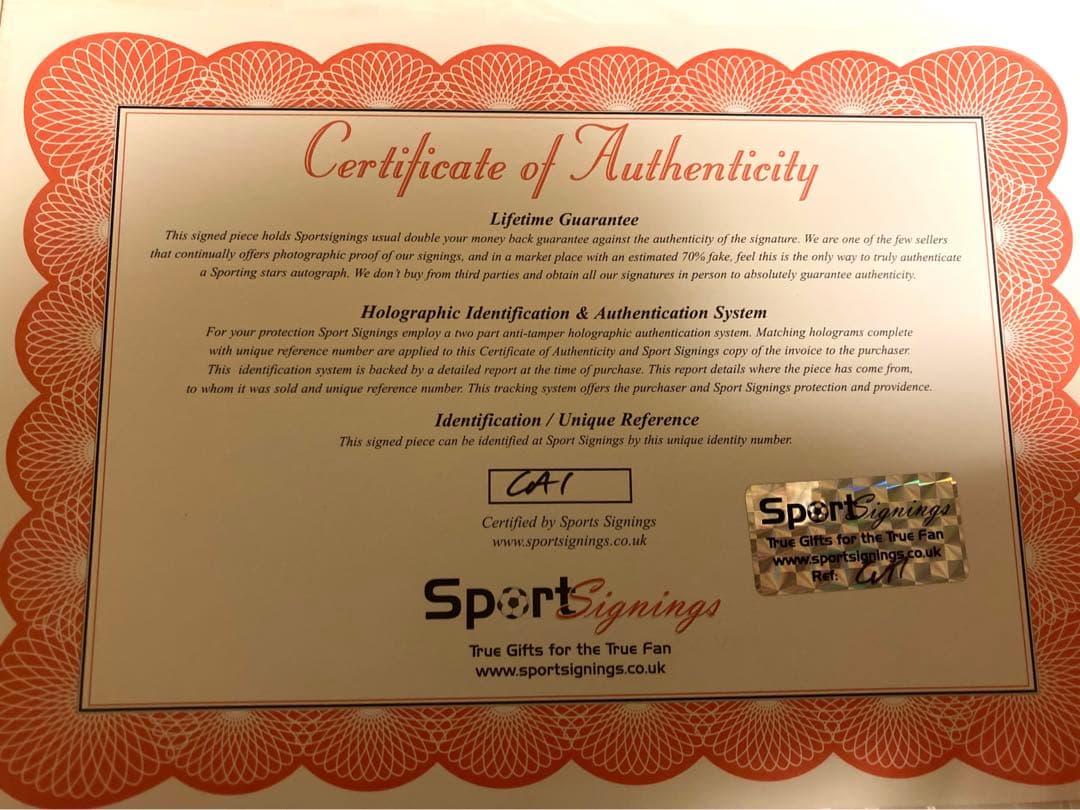 Certificate of Authenticity
Lifetime Guarantee
This signed piece holds Sportsignings usual double your money back guarantee against the authenticity of the signature. We are one of the few sellers
that continually offers photographic proof of our signings, and in a market place with an estimated 70% fake, feel this is the only way to truly authenticate
a Sporting stars autograph. We don't buy from third parties and obtain all our signatures in person to absolutely guarantee authenticity.
Holographic Identification & Authentication System
For your protection Sport Signings employ a two part anti-tamper holographic authentication system. Matching holograms complete
with unique reference number are applied to this Certificate of Authenticity and Sport Signings copy of the invoice to the purchaser.
This identification system is backed by a detailed report at the time of purchase. This report details where the piece has come from,
to whom it was sold and unique reference number. This tracking system offers the purchaser and Sport Signings protection and providence.
Identification / Unique Reference
This signed piece can be identified at Sport Signings by this unique identity number.
Certified by Sports Signings
www.sportsignings.co.uk
SportSignings
True Gifts for the True Fan
www.sportsignings.co.uk
SportSignings
True Gifts for the True Fan
www.sportsignings.co.uk
Ref: